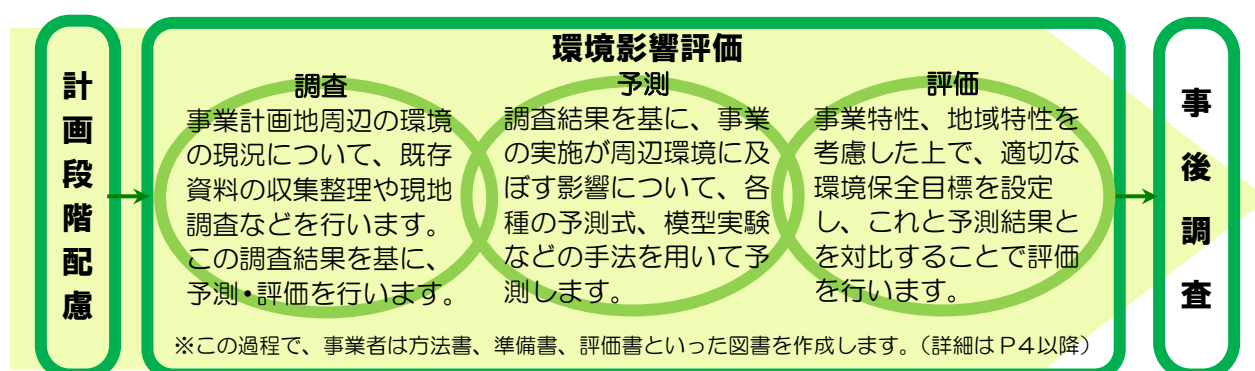 計画段階配慮
環境影響評価
調査
事業計画地周辺の環境
の現況について、既存
資料の収集整理や現地
調査などを行います。
この調査結果を基に、
予測・評価を行います。
予測
調査結果を基に、事業
の実施が周辺環境に及
ぼす影響について、各
種の予測式、模型実験
などの手法を用いて予
測します。
評価
事業特性、地域特性を
考慮した上で、適切な
環境保全目標を設定
し、これと予測結果と
を対比することで評価
を行います。
※この過程で、事業者は方法書、準備書、評価書といった図書を作成します。（詳細はP4以降）
事後調査